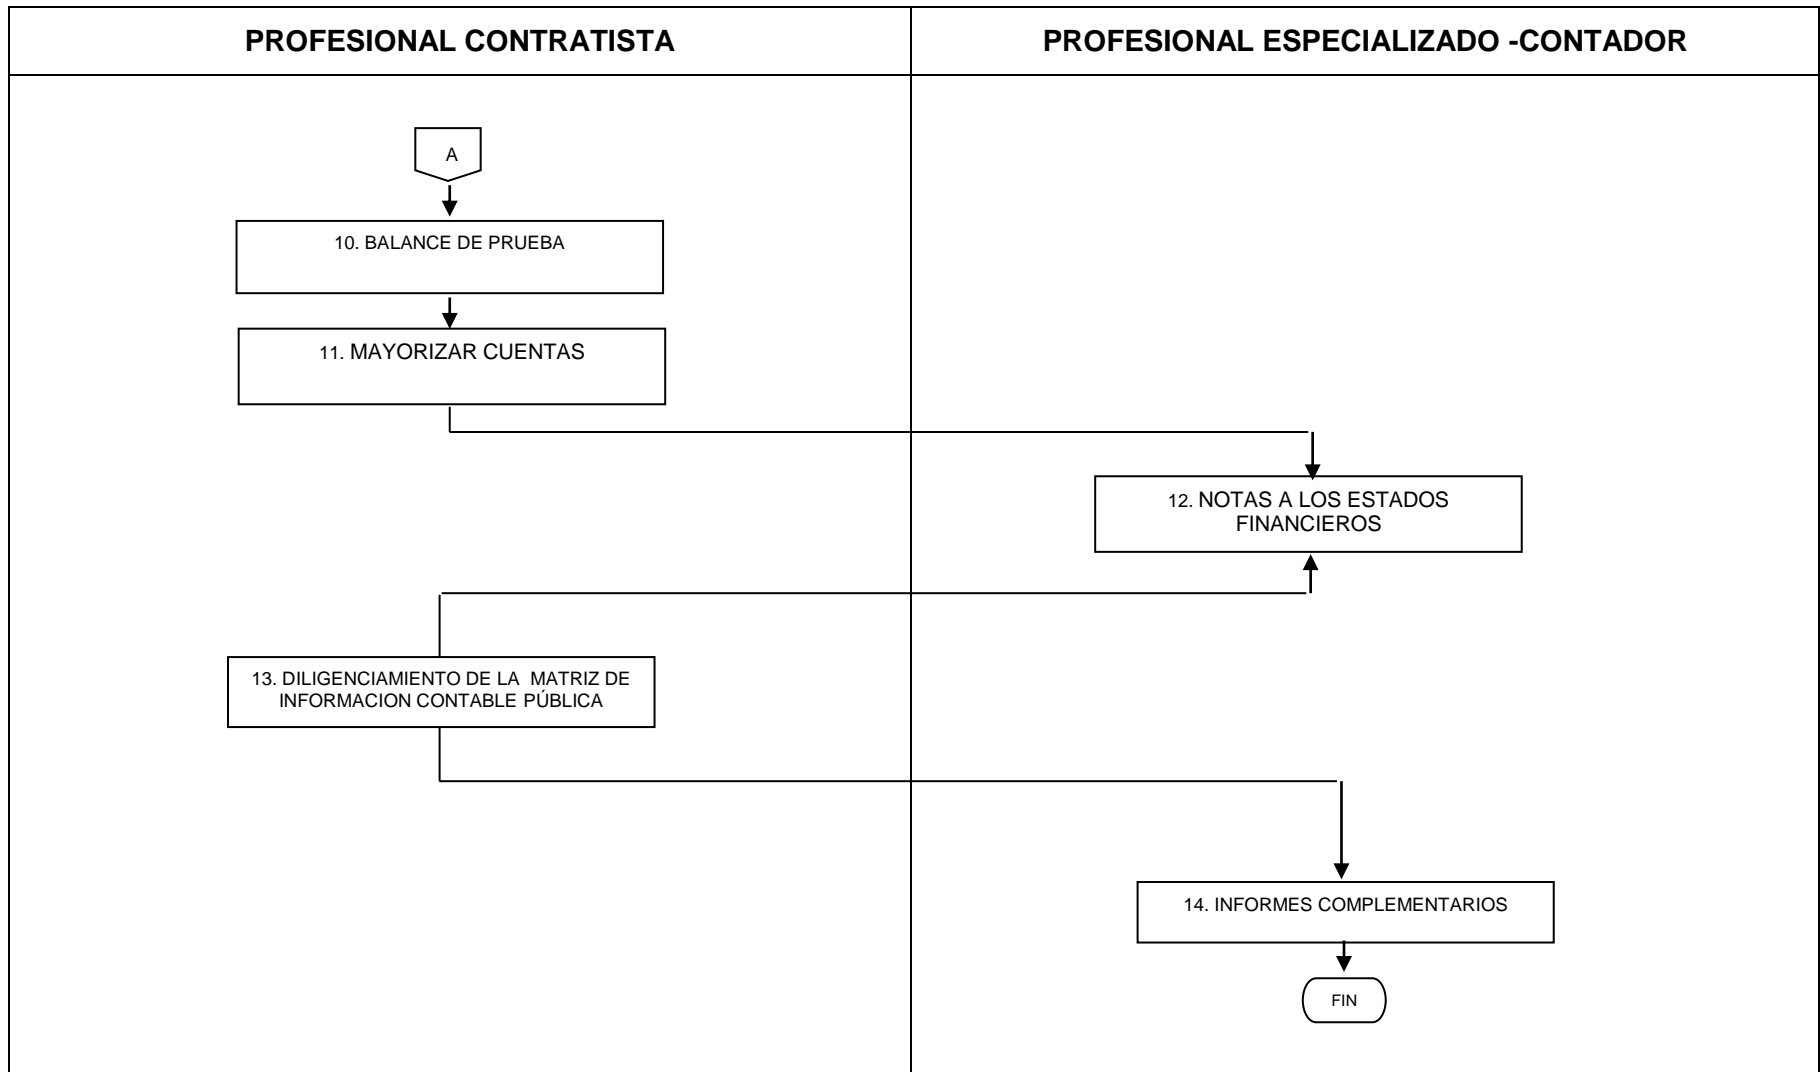 PROFESIONAL CONTRATISTA
PROFESIONAL ESPECIALIZADO -CONTADOR
A
10. BALANCE DE PRUEBA
11. MAYORIZAR CUENTAS
12. NOTAS A LOS ESTADOS
FINANCIEROS
13. DILIGENCIAMIENTO DE LA MATRIZ DE
INFORMACION CONTABLE PÚBLICA
14. INFORMES COMPLEMENTARIOS
FIN